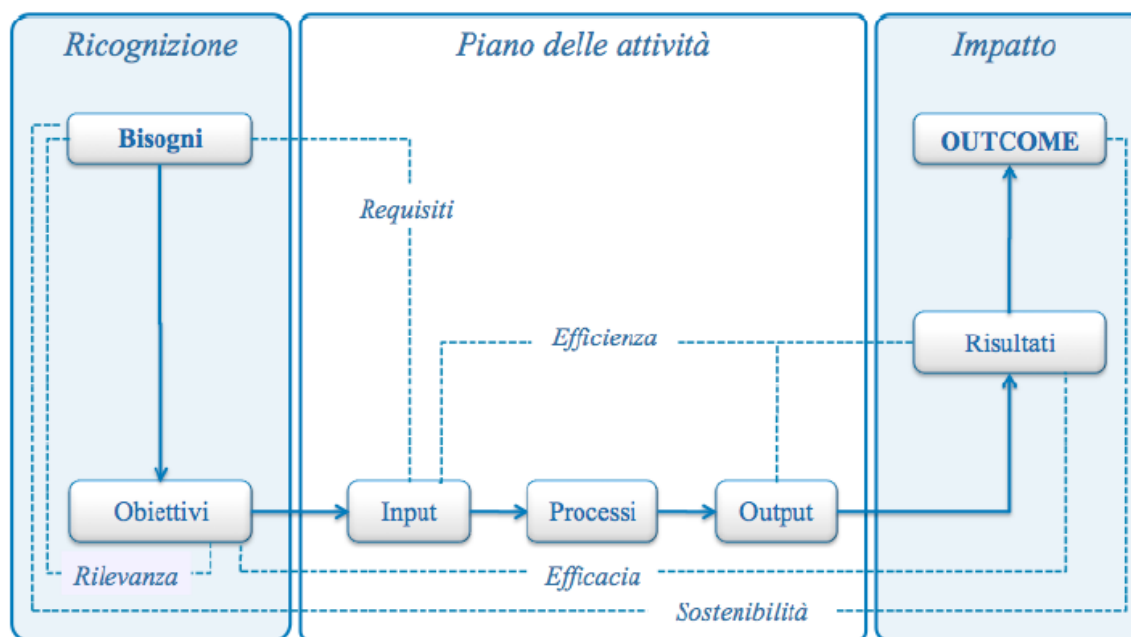 Ricognizione
Piano delle attività
Impatto
Bisogni
OUTCOME
Requisiti
Efficienza
Risultati
Obiettivi
Input
Processi
Output
Rilevanza
Efficacia
Sostenibilità